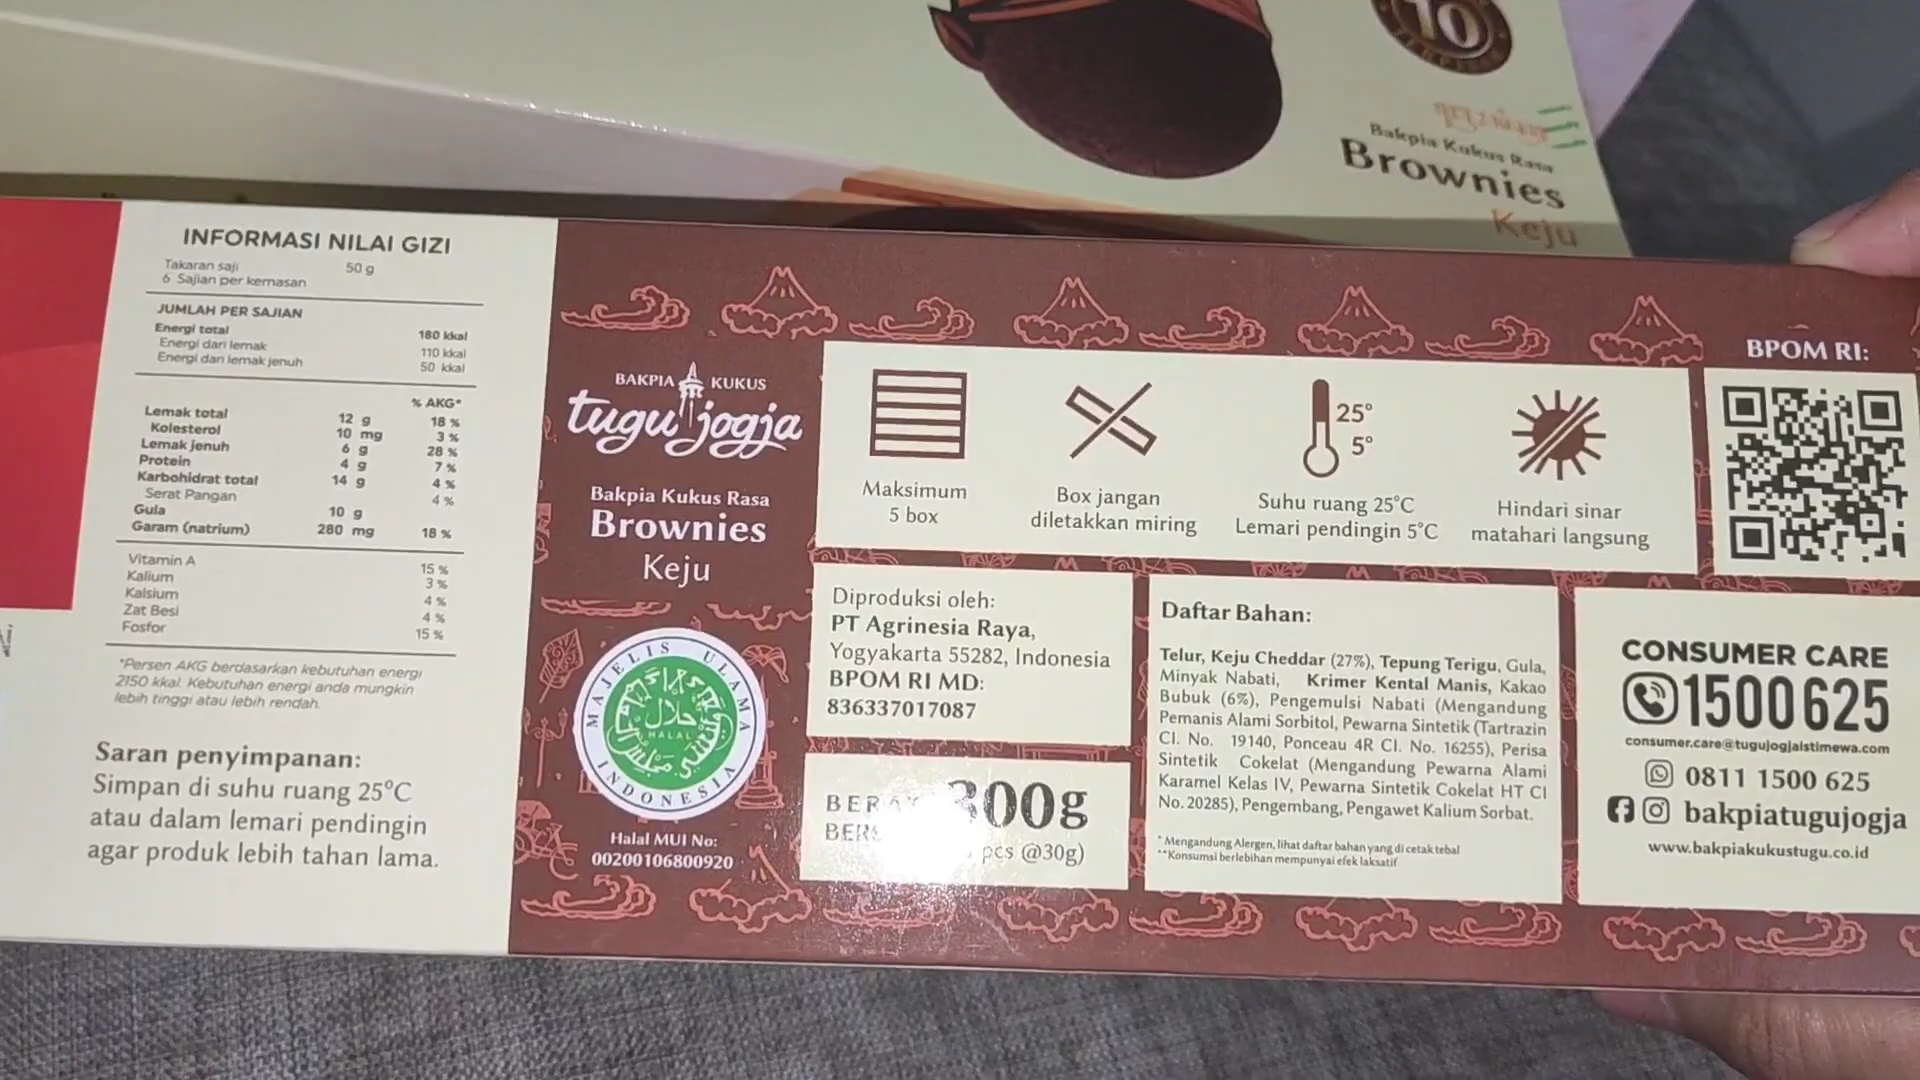 10
Bakpia Kukus Rasa
Brownies
Keju
INFORMASI NILAI GIZI
Takaran saji 50 g
6 Sajian per kemasan
JUMLAH PER SAJIAN
Energi total 180 kkal
Energi dari lemak 110 kkal
Energi dari lemak jenuh 50 kkal
% AKG*
Lemak total 12 g 18 %
Kolesterol 10 mg 3 %
Lemak jenuh 6 g 28 %
Protein 4 g 7 %
Karbohidrat total 14 g 4 %
Serat Pangan 4 %
Gula 10 g
Garam (natrium) 280 mg 18 %
Vitamin A 15 %
Kalium 3 %
Kalsium 4 %
Zat Besi 4 %
Fosfor 15 %
*Persen AKG berdasarkan kebutuhan energi
2150 kkal. Kebutuhan energi anda mungkin
lebih tinggi atau lebih rendah.
Saran penyimpanan:
Simpan di suhu ruang 25°C
atau dalam lemari pendingin
agar produk lebih tahan lama.
BAKPIA KUKUS
tugu jogja
Bakpia Kukus Rasa
Brownies
Keju
MAJELIS ULAMA
حلال
HALAL
INDONESIA
Halal MUI No:
00200106800920
Maksimum
5 box
Box jangan
diletakkan miring
25°
5°
Suhu ruang 25°C
Lemari pendingin 5°C
Hindari sinar
matahari langsung
BPOM RI:
Diproduksi oleh:
PT Agrinesia Raya,
Yogyakarta 55282, Indonesia
BPOM RI MD:
836337017087
300g
pcs @30g)
Daftar Bahan:
Telur, Keju Cheddar (27%), Tepung Terigu, Gula,
Minyak Nabati, Krimer Kental Manis, Kakao
Bubuk (6%), Pengemulsi Nabati (Mengandung
Pemanis Alami Sorbitol, Pewarna Sintetik (Tartrazin
CI. No. 19140, Ponceau 4R CI. No. 16255), Perisa
Sintetik Cokelat (Mengandung Pewarna Alami
Karamel Kelas IV, Pewarna Sintetik Cokelat HT CI
No. 20285), Pengembang, Pengawet Kalium Sorbat.
*Mengandung Alergen, lihat daftar bahan yang di cetak tebal
**Konsumsi berlebihan mempunyai efek laksatif
CONSUMER CARE
1500625
consumer.care@tugujogjaistimewa.com
0811 1500 625
bakpiatugujogja
www.bakpiakukustugu.co.id